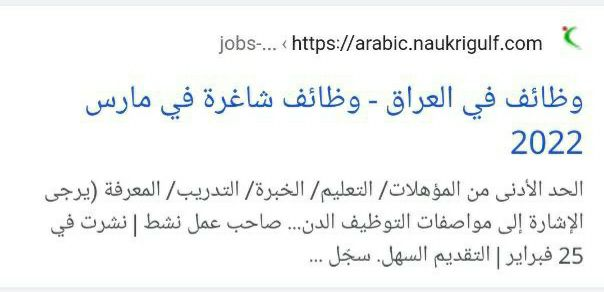 jobs-... › https://arabic.naukrigulf.com
وظائف في العراق - وظائف شاغرة في مارس
2022
الحد الأدنى من المؤهلات/ التعليم/ الخبرة/ التدريب/ المعرفة (يرجى
الإشارة إلى مواصفات التوظيف الدن... صاحب عمل نشط | نشرت في
25 فبراير | التقديم السهل. سجّل ...